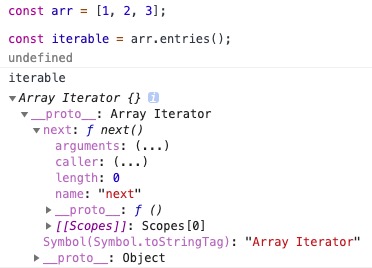 const arr = [1, 2, 3];
const iterable = arr.entries();
undefined
iterable
▼Array Iterator {} i
▼__proto__: Array Iterator
▼next: ƒ next()
arguments: (...)
caller: (...)
length: 0
name: "next"
▶__proto__: ƒ ()
▶[[Scopes]]: Scopes[0]
Symbol(Symbol.toStringTag): "Array Iterator"
▶__proto__: Object